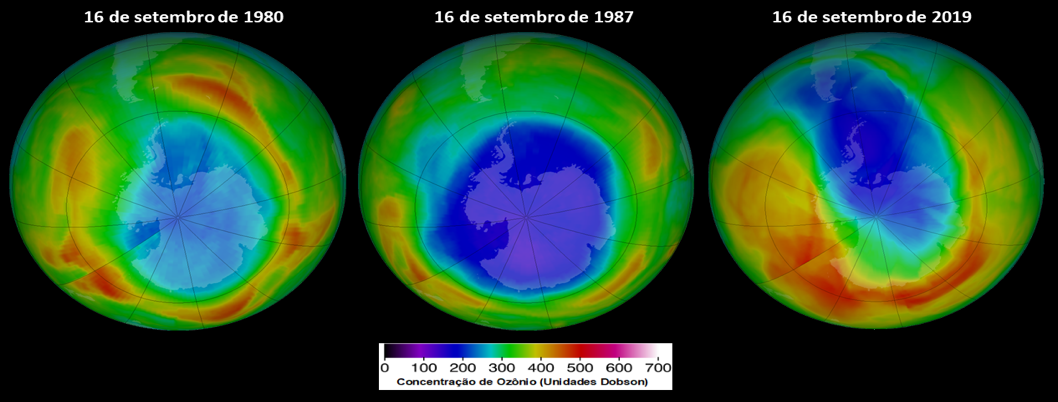 16 de setembro de 1980
16 de setembro de 1987
16 de setembro de 2019
0 100 200 300 400 500 600 700
Concentração de Ozônio (Unidades Dobson)